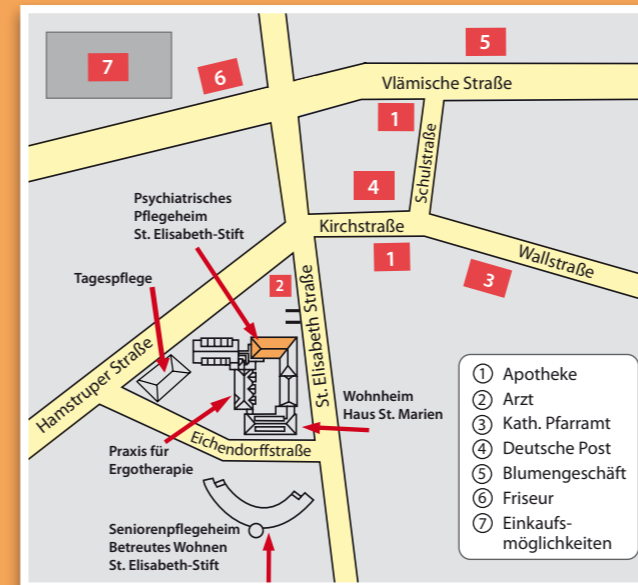 5
7
6
Vlämische Straße
1
Schulstraße
4
Psychiatrisches
Pflegeheim
St. Elisabeth-Stift
Kirchstraße
1
Wallstraße
3
Tagespflege
2
St. Elisabeth Straße
Hamstruper Straße
Wohnheim
Haus St. Marien
Praxis für
Ergotherapie
Eichendorffstraße
Seniorenpflegeheim
Betreutes Wohnen
St. Elisabeth-Stift
1 Apotheke
2 Arzt
3 Kath. Pfarramt
4 Deutsche Post
5 Blumengeschäft
6 Friseur
7 Einkaufs-
möglichkeiten